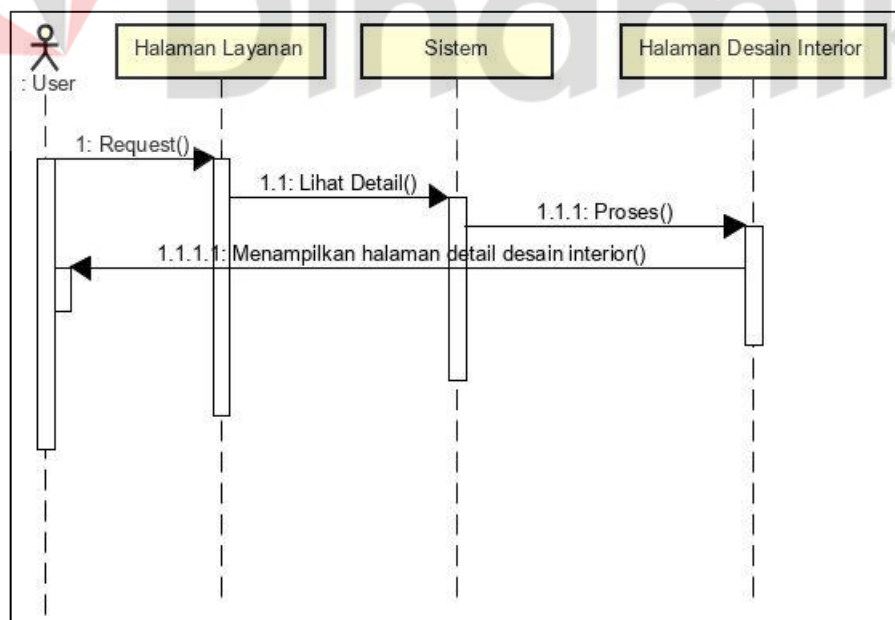 : User
Halaman Layanan
Sistem
Halaman Desain Interior
1: Request()
1.1: Lihat Detail()
1.1.1: Proses()
1.1.1.1: Menampilkan halaman detail desain interior()